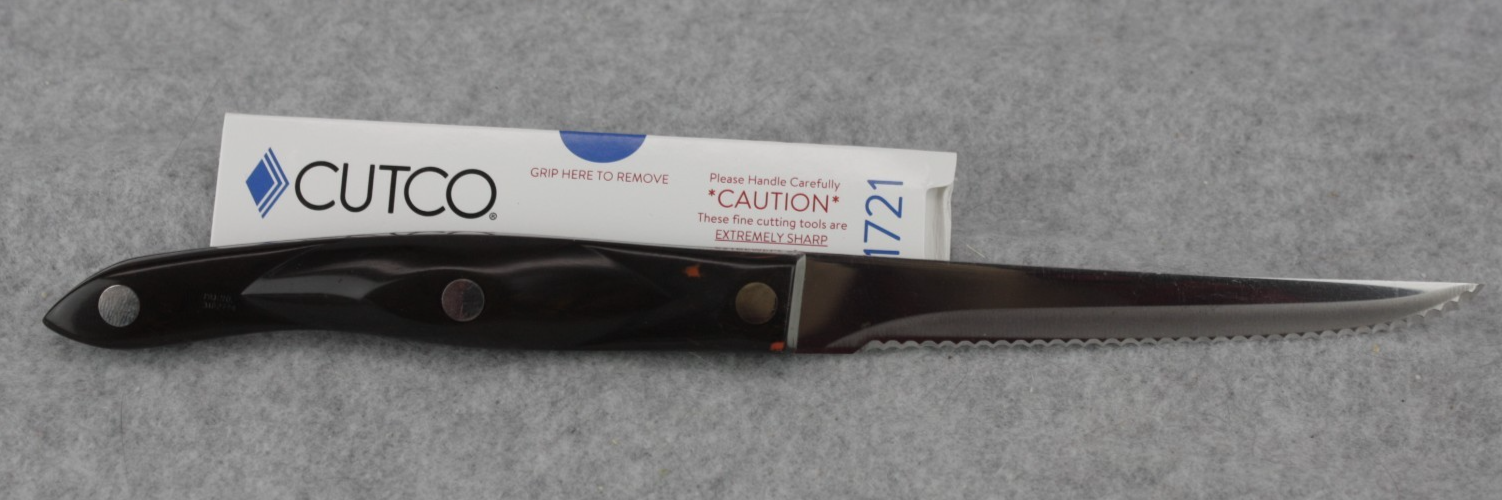 CUTCO®
GRIP HERE TO REMOVE
Please Handle Carefully
*CAUTION*
These fine cutting tools are
EXTREMELY SHARP
1721